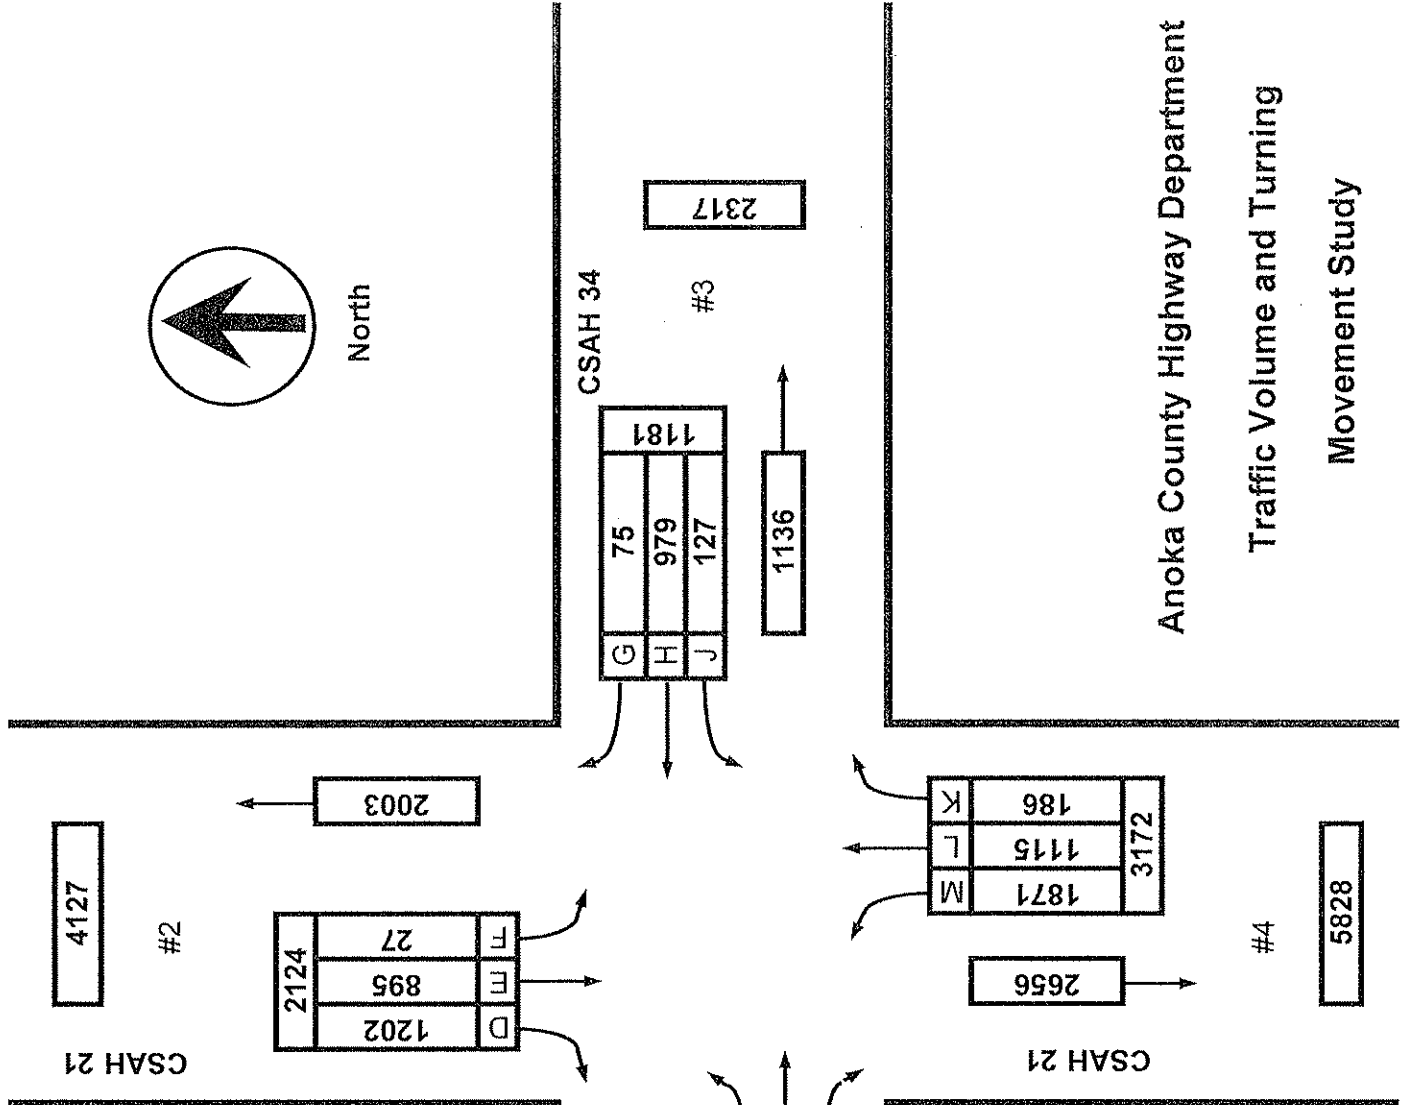 Anoka County Highway Department
Traffic Volume and Turning
Movement Study
North
CSAH 34
#3
2317
1181
G 75
H 979
J 127
1136
2003
4127
#2
2124
27 F
895 E
1202 D
CSAH 21
K 186
L 1115
M 1871
3172
2656
#4
5828
CSAH 21